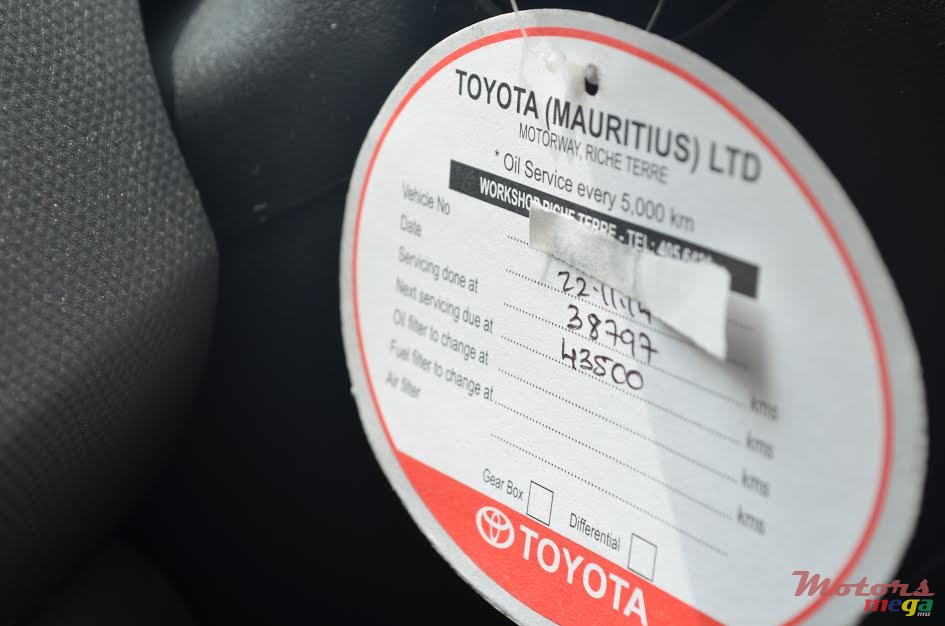 TOYOTA (MAURITIUS) LTD
MOTORWAY, RICHE TERRE
* Oil Service every 5,000 km
WORKSHOP RICHE TERRE - TEL:
Vehicle No
Date 22.11.14
Servicing done at 38797 kms
Next servicing due at 43500 kms
Oil filter to change at kms
Fuel filter to change at kms
Air filter
Gear Box Differential
TOYOTA
Motors
mega
mu